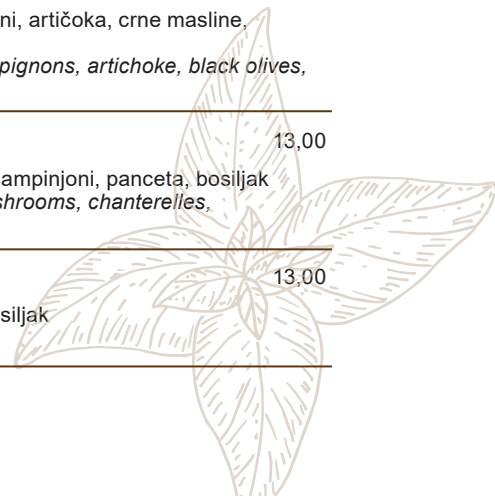 ni, artičoka, crne masline,
pignons, artichoke, black olives,
13,00
ampinjoni, panceta, bosiljak
shrooms, chanterelles,
13,00
siljak